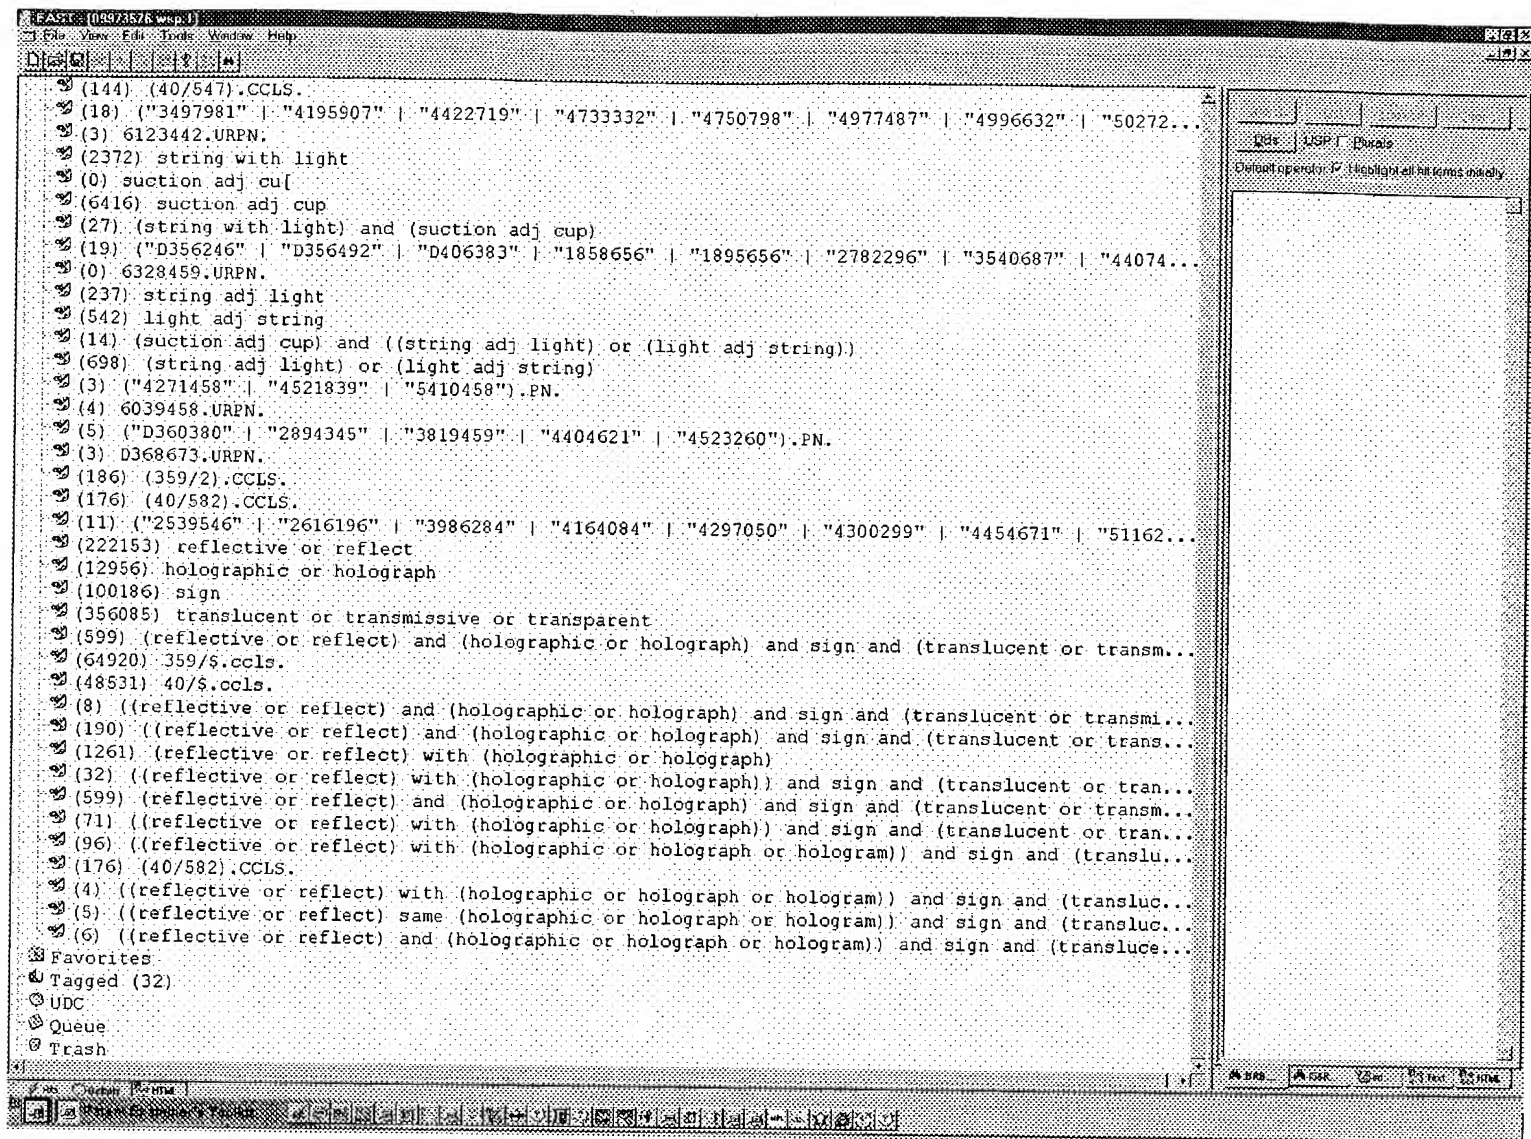 EAST - [09973576.wsp:1]
File View Edit Tools Window Help
(144) (40/547).CCLS.
(18) ("3497981" | "4195907" | "4422719" | "4733332" | "4750798" | "4977487" | "4996632" | "50272...
(3) 6123442.URPN.
(2372) string with light
(0) suction adj cu[
(6416) suction adj cup
(27) (string with light) and (suction adj cup)
(19) ("D356246" | "D356492" | "D406383" | "1858656" | "1895656" | "2782296" | "3540687" | "44074...
(0) 6328459.URPN.
(237) string adj light
(542) light adj string
(14) (suction adj cup) and ((string adj light) or (light adj string))
(698) (string adj light) or (light adj string)
(3) ("4271458" | "4521839" | "5410458").PN.
(4) 6039458.URPN.
(5) ("D360380" | "2894345" | "3819459" | "4404621" | "4523260").PN.
(3) D368673.URPN.
(186) (359/2).CCLS.
(176) (40/582).CCLS.
(11) ("2539546" | "2616196" | "3986284" | "4164084" | "4297050" | "4300299" | "4454671" | "51162...
(222153) reflective or reflect
(12956) holographic or holograph
(100186) sign
(356085) translucent or transmissive or transparent
(599) (reflective or reflect) and (holographic or holograph) and sign and (translucent or transm...
(64920) 359/$.ccls.
(48531) 40/$.ccls.
(8) ((reflective or reflect) and (holographic or holograph) and sign and (translucent or transmi...
(190) ((reflective or reflect) and (holographic or holograph) and sign and (translucent or trans...
(1261) (reflective or reflect) with (holographic or holograph)
(32) ((reflective or reflect) with (holographic or holograph)) and sign and (translucent or tran...
(599) (reflective or reflect) and (holographic or holograph) and sign and (translucent or transm...
(71) ((reflective or reflect) with (holographic or holograph)) and sign and (translucent or tran...
(96) ((reflective or reflect) with (holographic or holograph or hologram)) and sign and (translu...
(176) (40/582).CCLS.
(4) ((reflective or reflect) with (holographic or holograph or hologram)) and sign and (transluc...
(5) ((reflective or reflect) same (holographic or holograph or hologram)) and sign and (transluc...
(6) ((reflective or reflect) and (holographic or holograph or hologram)) and sign and (transluce...
Favorites
Tagged (32)
UDC
Queue
Trash
USP
Plurals
Default operator:
Highlight all hit terms initially
HTML
Text
HTML